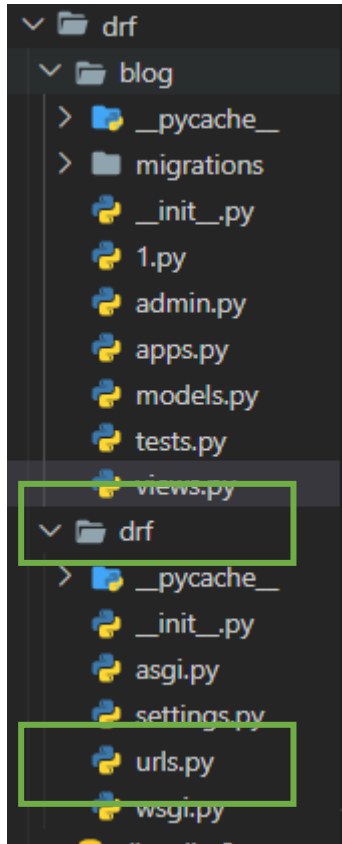 drf
blog
__pycache__
migrations
__init__.py
1.py
admin.py
apps.py
models.py
tests.py
views.py
drf
__pycache__
__init__.py
asgi.py
settings.py
urls.py
wsgi.py